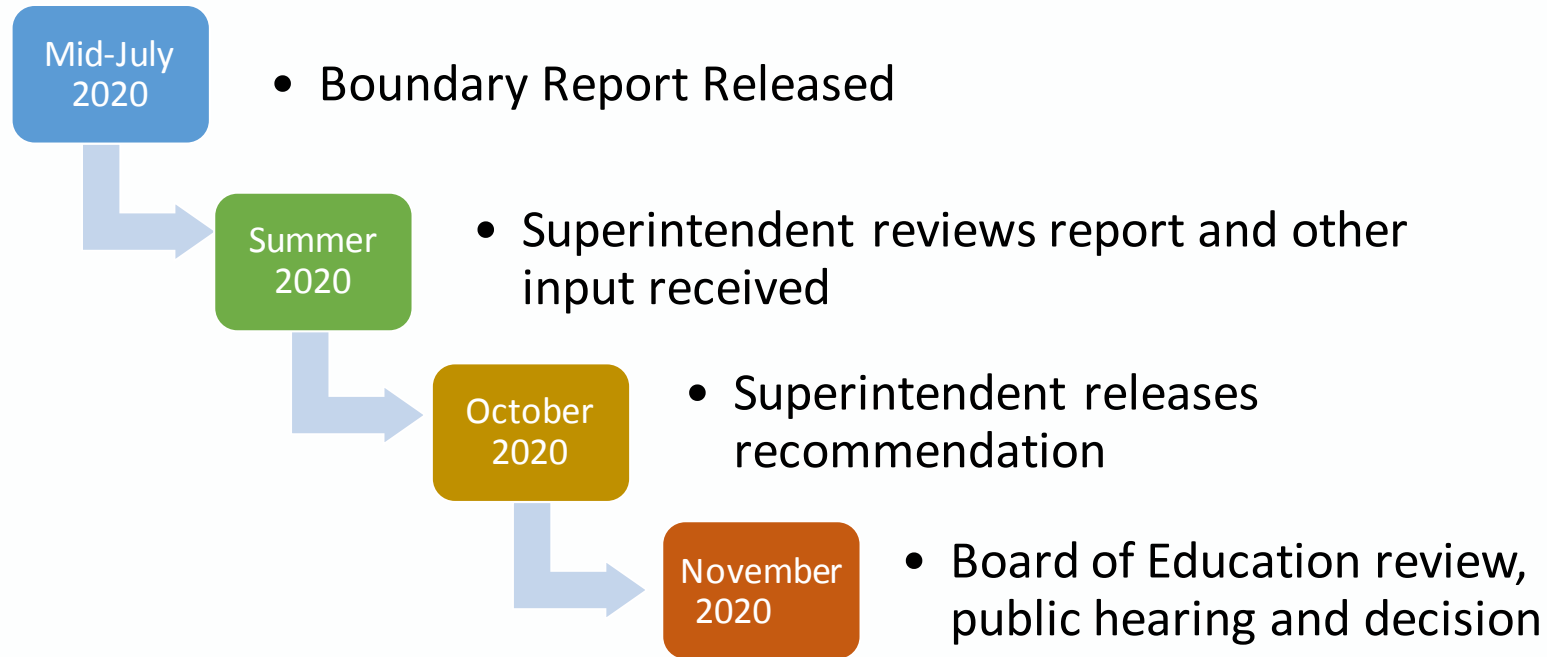 Mid-July
2020
• Boundary Report Released
Summer
2020
• Superintendent reviews report and other
input received
October
2020
• Superintendent releases
recommendation
November
2020
• Board of Education review,
public hearing and decision